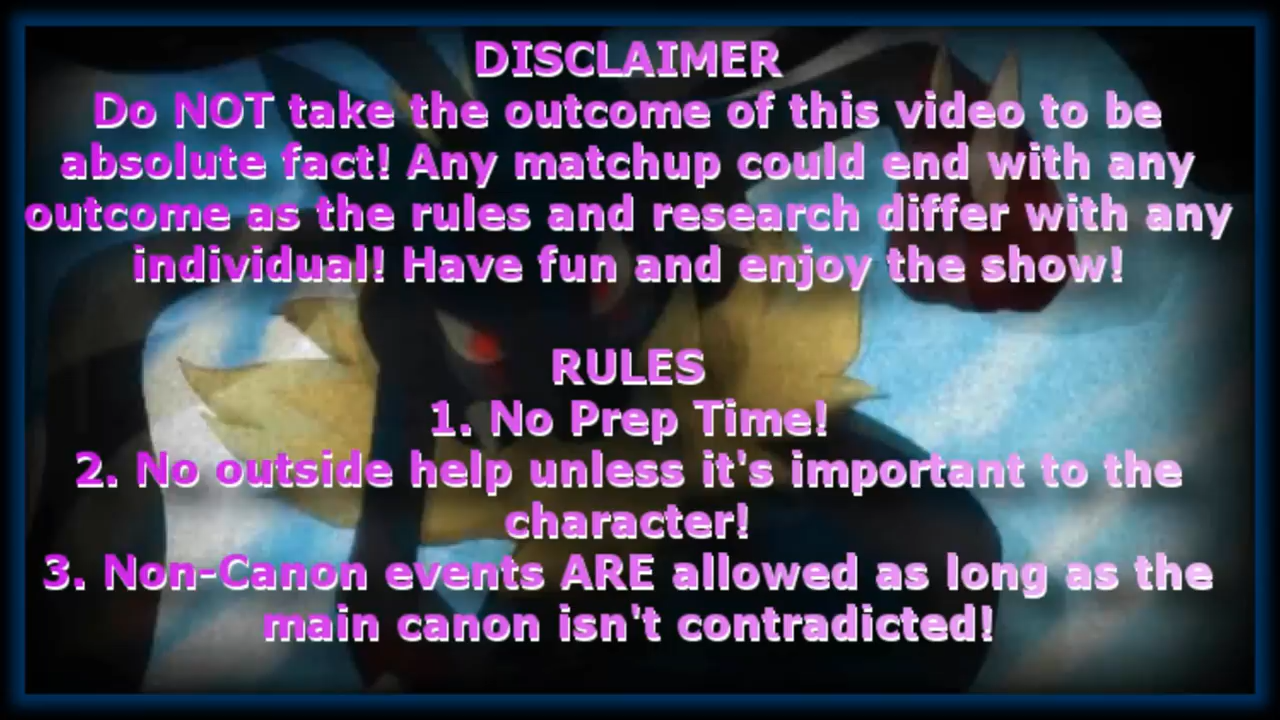 DISCLAIMER
Do NOT take the outcome of this video to be
absolute fact! Any matchup could end with any
outcome as the rules and research differ with any
individual! Have fun and enjoy the show!
RULES
1. No Prep Time!
2. No outside help unless it's important to the
character!
3. Non-Canon events ARE allowed as long as the
main canon isn't contradicted!